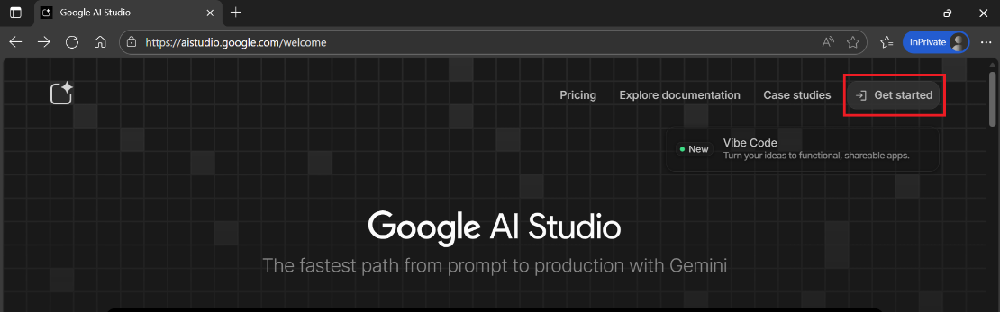 Google AI Studio
https://aistudio.google.com/welcome
InPrivate
Pricing
Explore documentation
Case studies
Get started
New
Vibe Code
Turn your ideas to functional, shareable apps.
Google AI Studio
The fastest path from prompt to production with Gemini